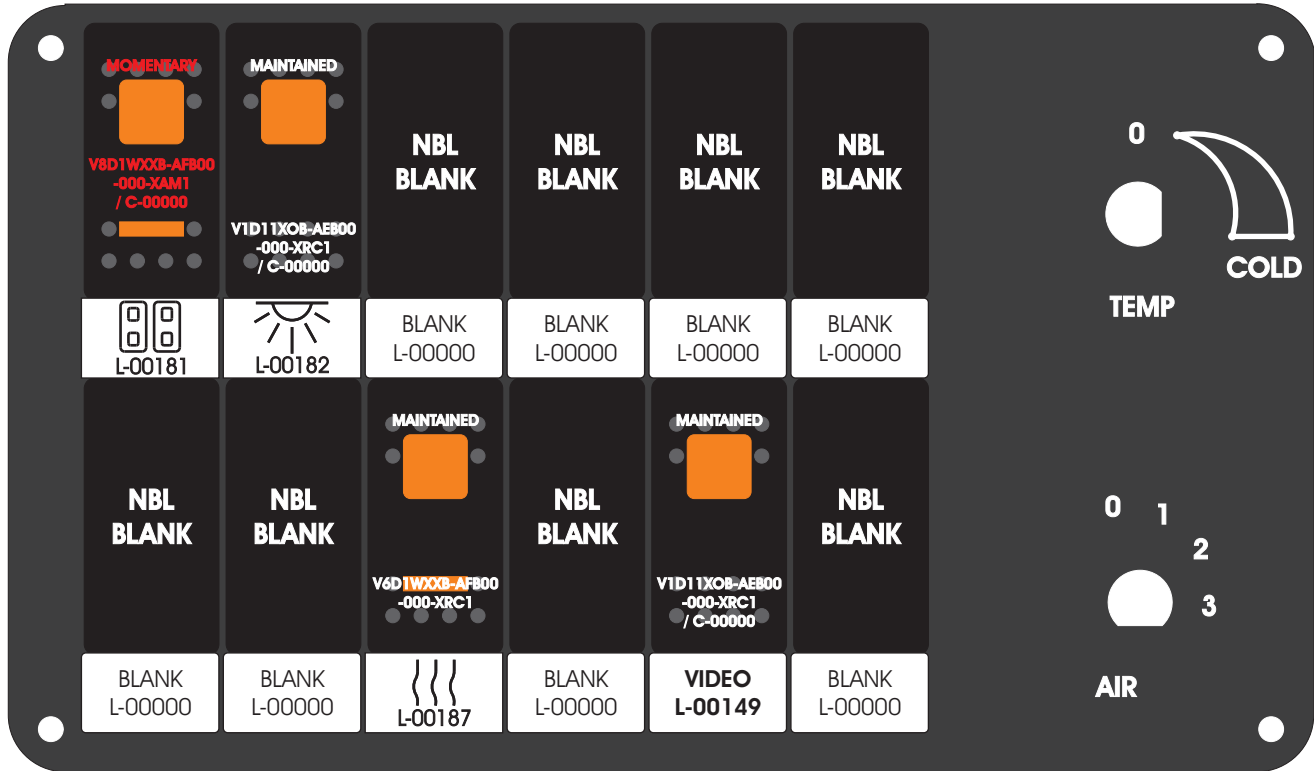 MOMENTARY
V8D1WXXB-AFB00
-000-XAM1
/ C-00000
MAINTAINED
V1D11XOB-AEB00
-000-XRC1
/ C-00000
NBL
BLANK
NBL
BLANK
NBL
BLANK
NBL
BLANK
L-00181
L-00182
BLANK
L-00000
BLANK
L-00000
BLANK
L-00000
BLANK
L-00000
0
COLD
TEMP
NBL
BLANK
NBL
BLANK
MAINTAINED
V6D1WXXB-AFB00
-000-XRC1
NBL
BLANK
MAINTAINED
V1D11XOB-AEB00
-000-XRC1
/ C-00000
NBL
BLANK
BLANK
L-00000
BLANK
L-00000
L-00187
BLANK
L-00000
VIDEO
L-00149
BLANK
L-00000
0
1
2
3
AIR